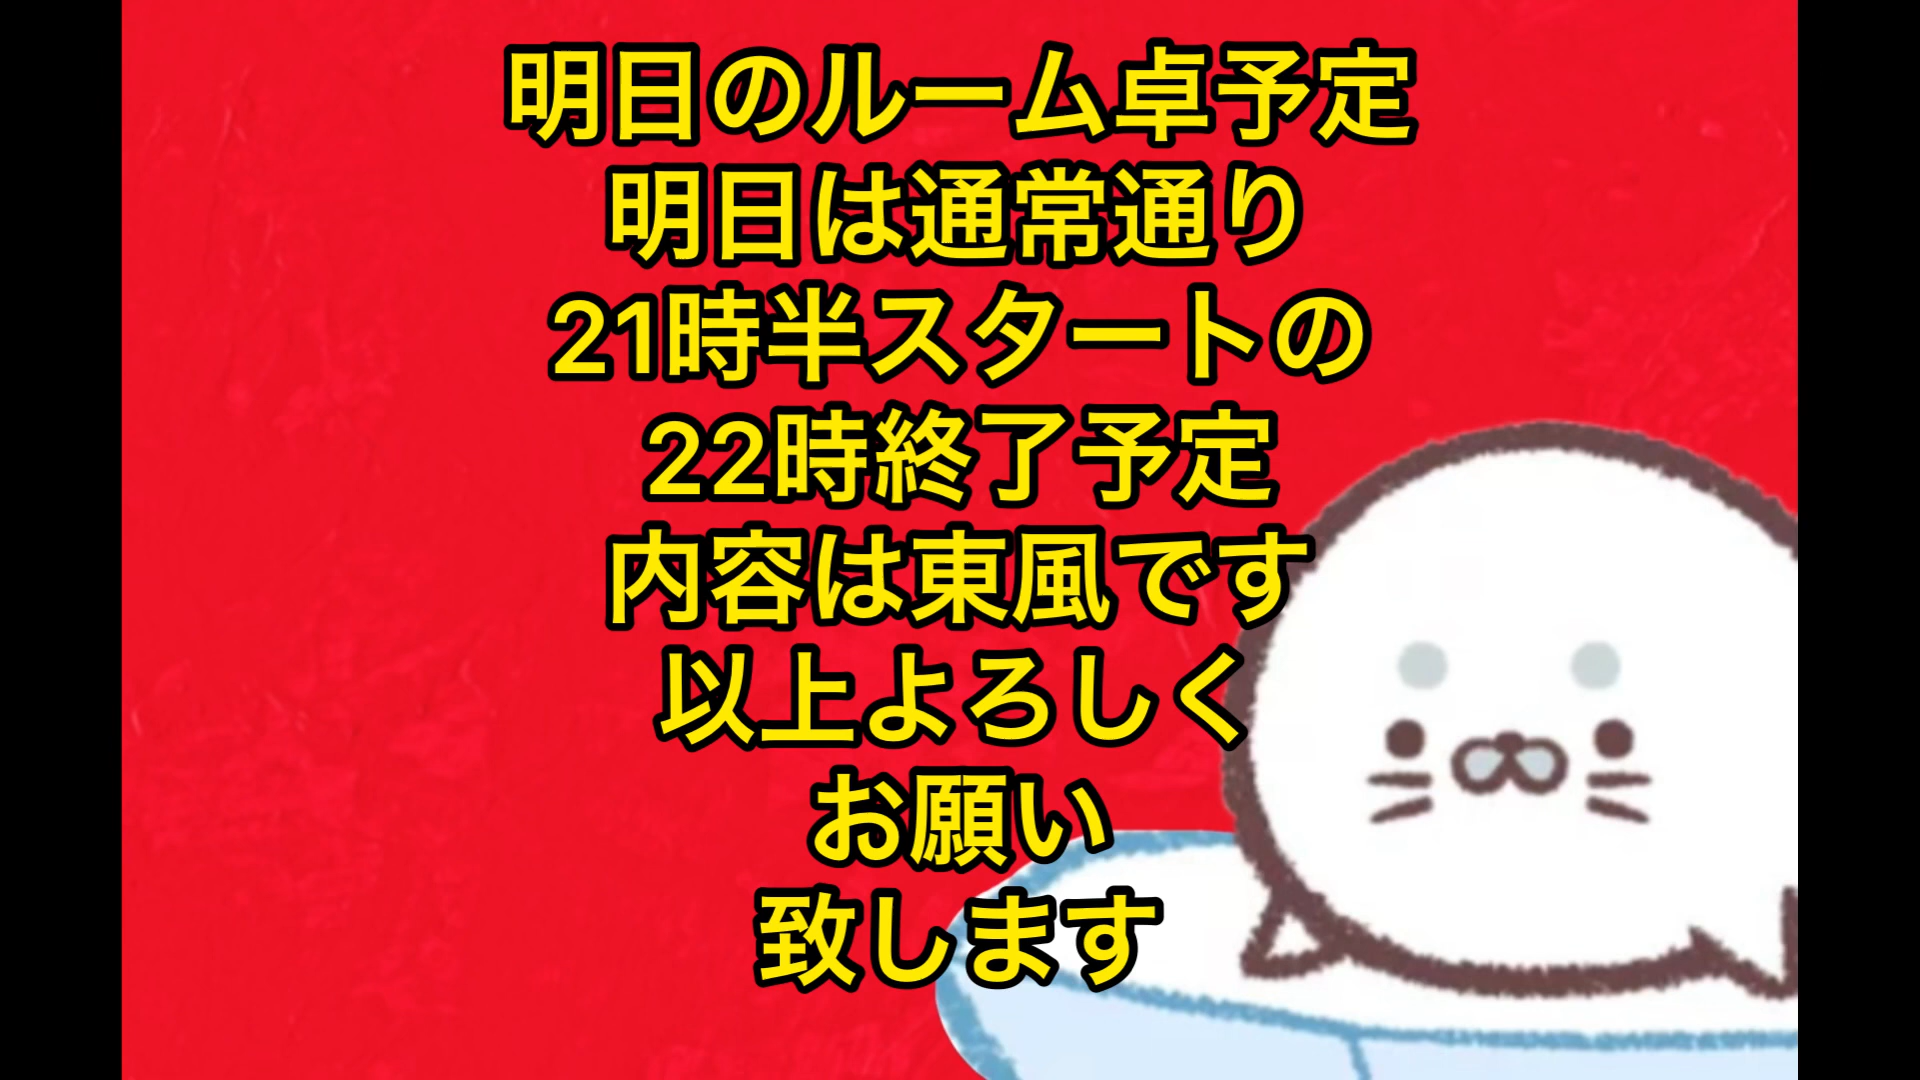 明日のルーム卓予定
明日は通常通り
21時半スタートの
22時終了予定
内容は東風です
以上よろしく
お願い
致します